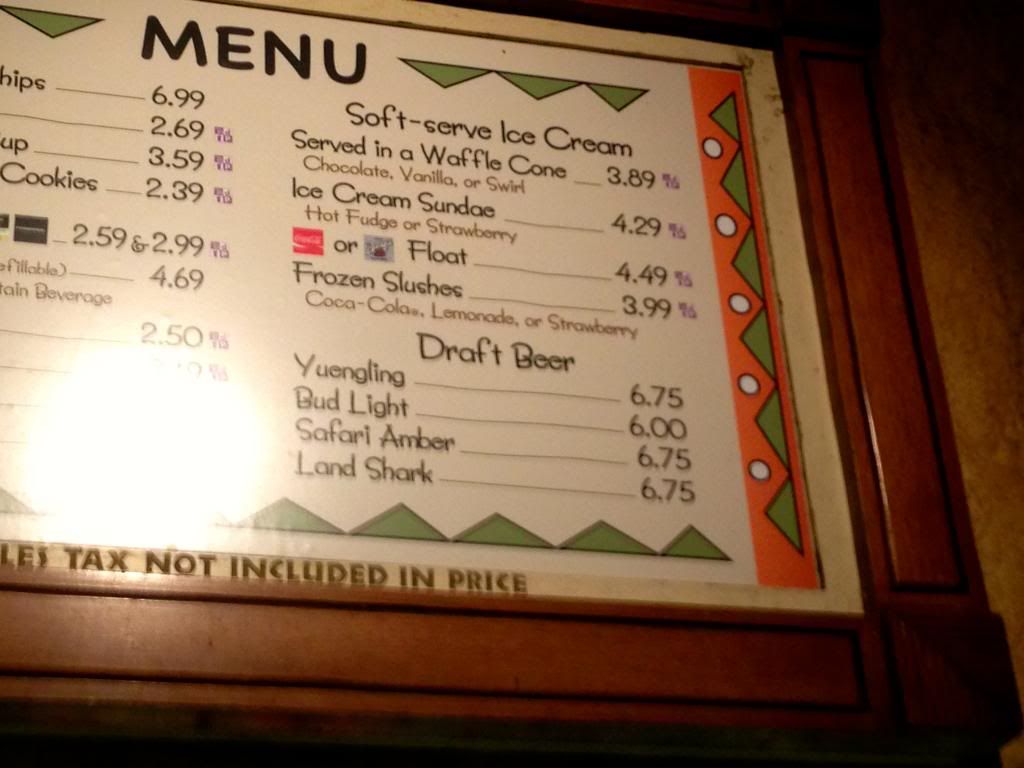 MENU
hips 6.99
2.69
up 3.59
Cookies 2.39
2.59 & 2.99
efillable) 4.69
tain Beverage
2.50
Soft-serve Ice Cream
Served in a Waffle Cone 3.89
Chocolate, Vanilla, or Swirl
Ice Cream Sundae 4.29
Hot Fudge or Strawberry
Coca-Cola or Float 4.49
Frozen Slushes 3.99
Coca-Cola®, Lemonade, or Strawberry
Draft Beer
Yuengling 6.75
Bud Light 6.00
Safari Amber 6.75
Land Shark 6.75
LES TAX NOT INCLUDED IN PRICE